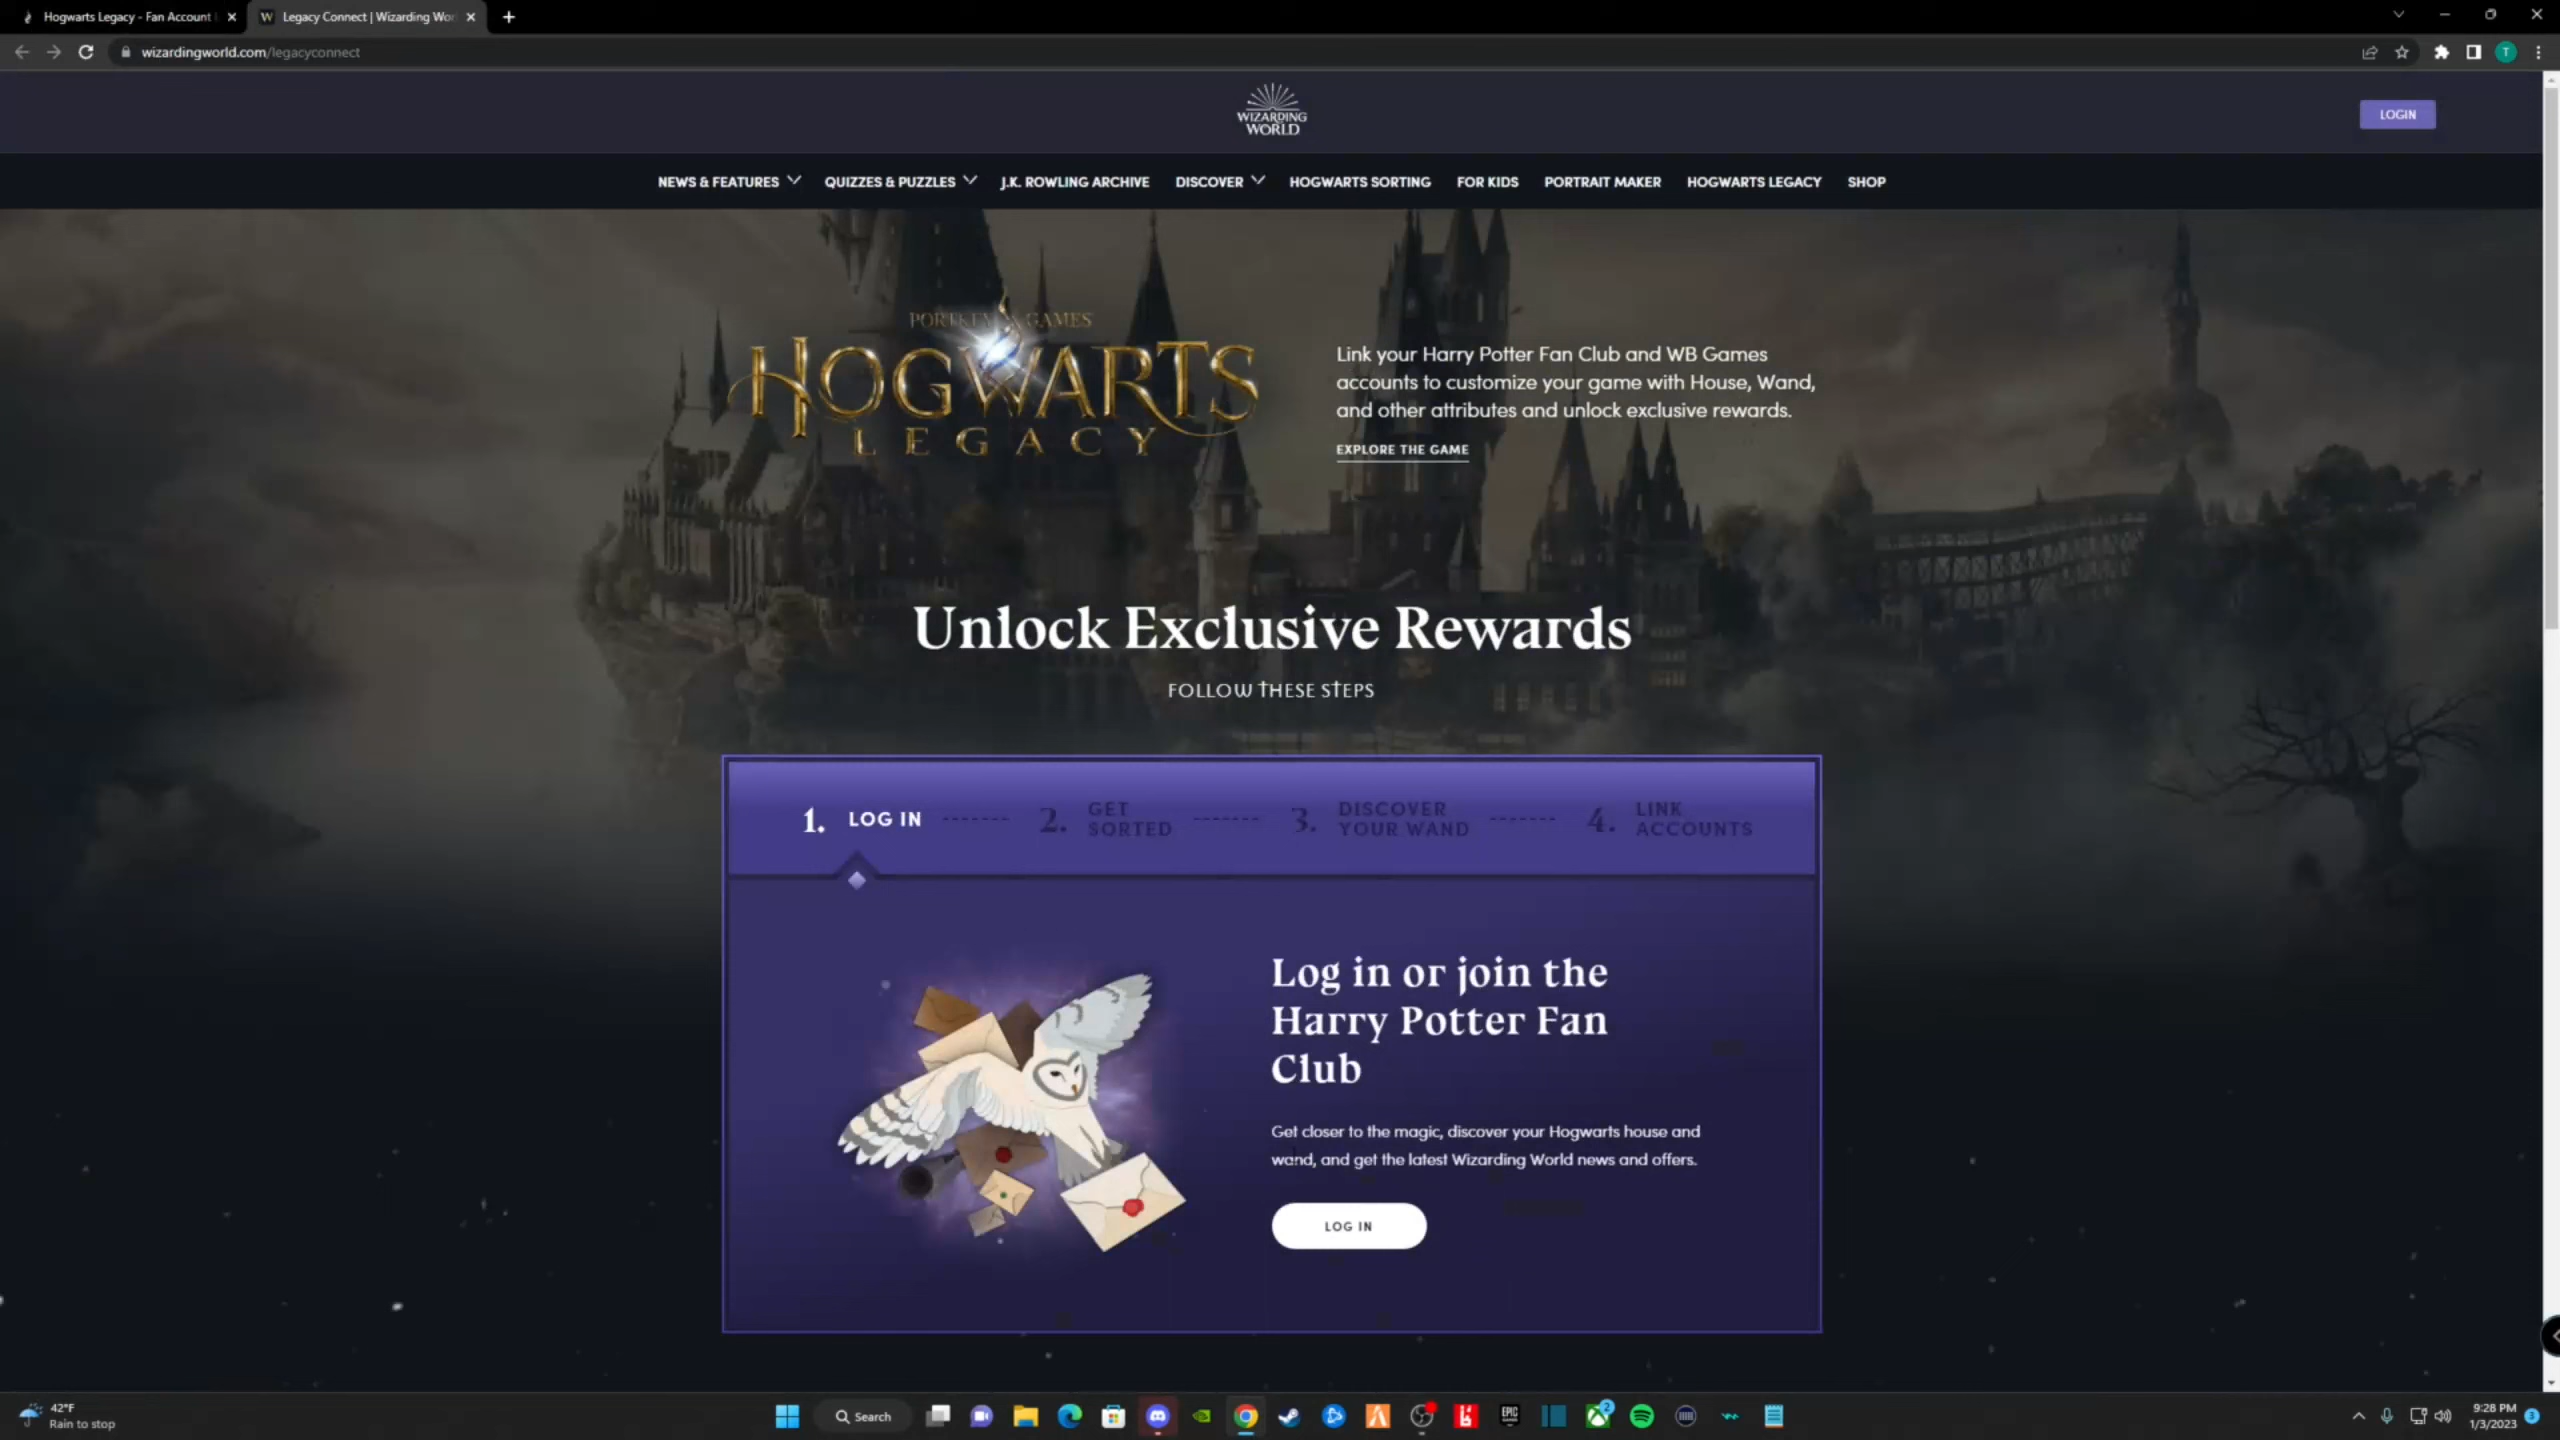 Hogwarts Legacy - Fan Account
Legacy Connect | Wizarding Wor
wizardingworld.com/legacyconnect
T
WIZARDING
WORLD
LOGIN
NEWS & FEATURES
QUIZZES & PUZZLES
J.K. ROWLING ARCHIVE
DISCOVER
HOGWARTS SORTING
FOR KIDS
PORTRAIT MAKER
HOGWARTS LEGACY
SHOP
PORTKEY GAMES
HOGWARTS
LEGACY
Link your Harry Potter Fan Club and WB Games
accounts to customize your game with House, Wand,
and other attributes and unlock exclusive rewards.
EXPLORE THE GAME
Unlock Exclusive Rewards
FOLLOW THESE STEPS
1. LOG IN
2. GET
SORTED
3. DISCOVER
YOUR WAND
4. LINK
ACCOUNTS
Log in or join the
Harry Potter Fan
Club
Get closer to the magic, discover your Hogwarts house and
wand, and get the latest Wizarding World news and offers.
LOG IN
42°F
Rain to stop
Search
EPIC
GAMES
2
9:28 PM
1/3/2023
3